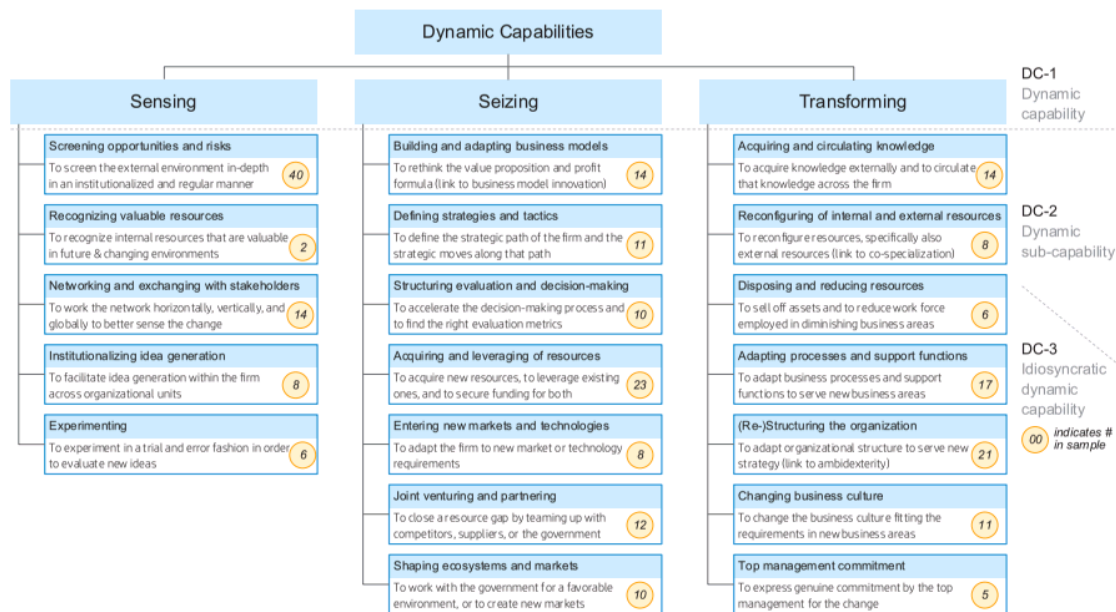 Dynamic Capabilities
DC-1
Dynamic
capability
Sensing
Screening opportunities and risks
To screen the external environment in-depth
in an institutionalized and regular manner
40
Recognizing valuable resources
To recognize internal resources that are valuable
in future & changing environments
2
Networking and exchanging with stakeholders
To work the network horizontally, vertically, and
globally to better sense the change
14
Institutionalizing idea generation
To facilitate idea generation within the firm
across organizational units
8
Experimenting
To experiment in a trial and error fashion in order
to evaluate new ideas
6
Seizing
Building and adapting business models
To rethink the value proposition and profit
formula (link to business model innovation)
14
Defining strategies and tactics
To define the strategic path of the firm and the
strategic moves along that path
11
Structuring evaluation and decision-making
To accelerate the decision-making process and
to find the right evaluation metrics
10
Acquiring and leveraging of resources
To acquire new resources, to leverage existing
ones, and to secure funding for both
23
Entering new markets and technologies
To adapt the firm to new market or technology
requirements
8
Joint venturing and partnering
To close a resource gap by teaming up with
competitors, suppliers, or the government
12
Shaping ecosystems and markets
To work with the government for a favorable
environment, or to create new markets
10
Transforming
Acquiring and circulating knowledge
To acquire knowledge externally and to circulate
that knowledge across the firm
14
Reconfiguring of internal and external resources
To reconfigure resources, specifically also
external resources (link to co-specialization)
8
Disposing and reducing resources
To sell off assets and to reduce work force
employed in diminishing business areas
6
Adapting processes and support functions
To adapt business processes and support
functions to serve new business areas
17
(Re-)Structuring the organization
To adapt organizational structure to serve new
strategy (link to ambidexterity)
21
Changing business culture
To change the business culture fitting the
requirements in new business areas
11
Top management commitment
To express genuine commitment by the top
management for the change
5
DC-2
Dynamic
sub-capability
DC-3
Idiosyncratic
dynamic
capability
00
indicates #
in sample